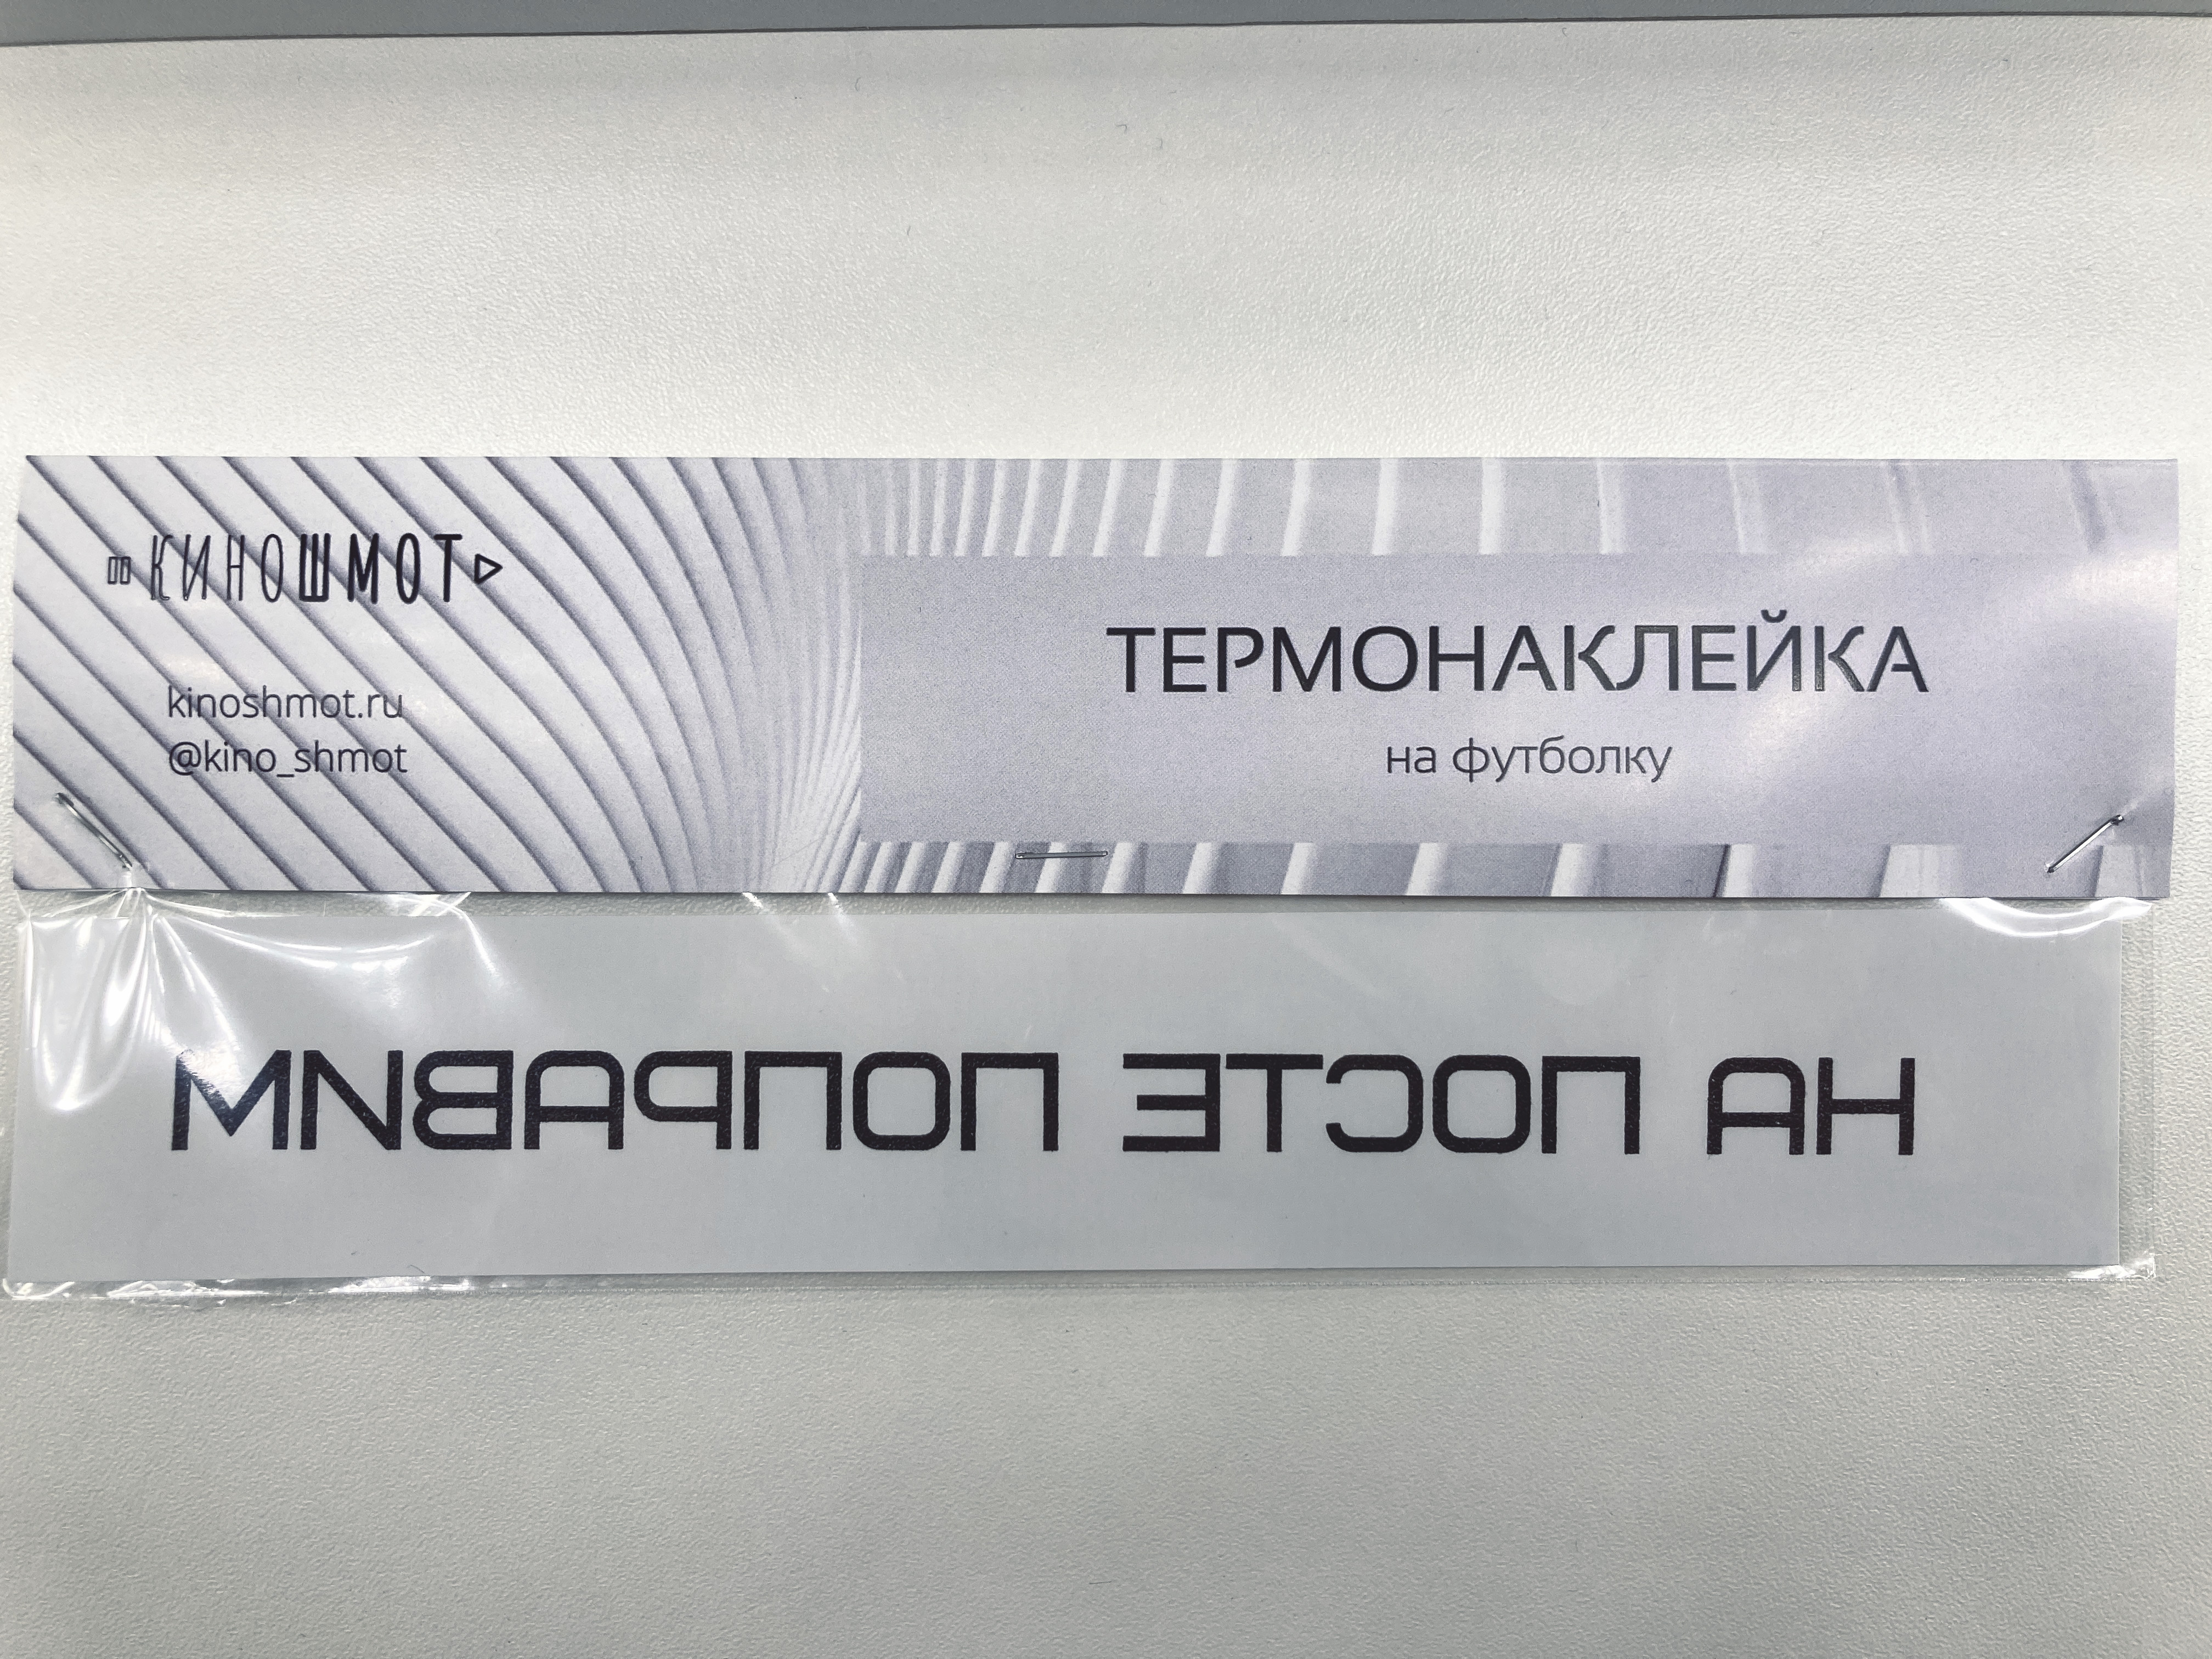 КИНОШМОТ
kinoshmot.ru
@kino_shmot
ТЕРМОНАКЛЕЙКА
на футболку
НА ПОСТЕ ПОПРАВИМ